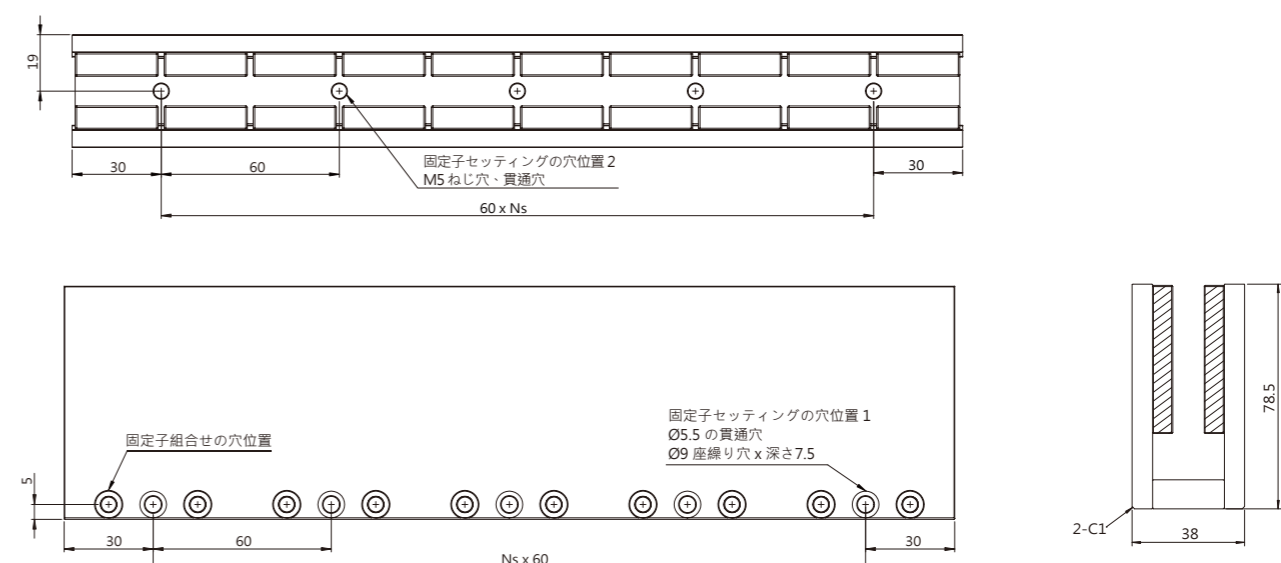 19
30
60
固定子セッティングの穴位置 2
M5 ねじ穴、貫通穴
30
60 x Ns
固定子組合せの穴位置
固定子セッティングの穴位置 1
Ø5.5 の貫通穴
Ø9 座繰り穴 x 深さ7.5
5
30
60
Ns x 60
30
78.5
2-C1
38